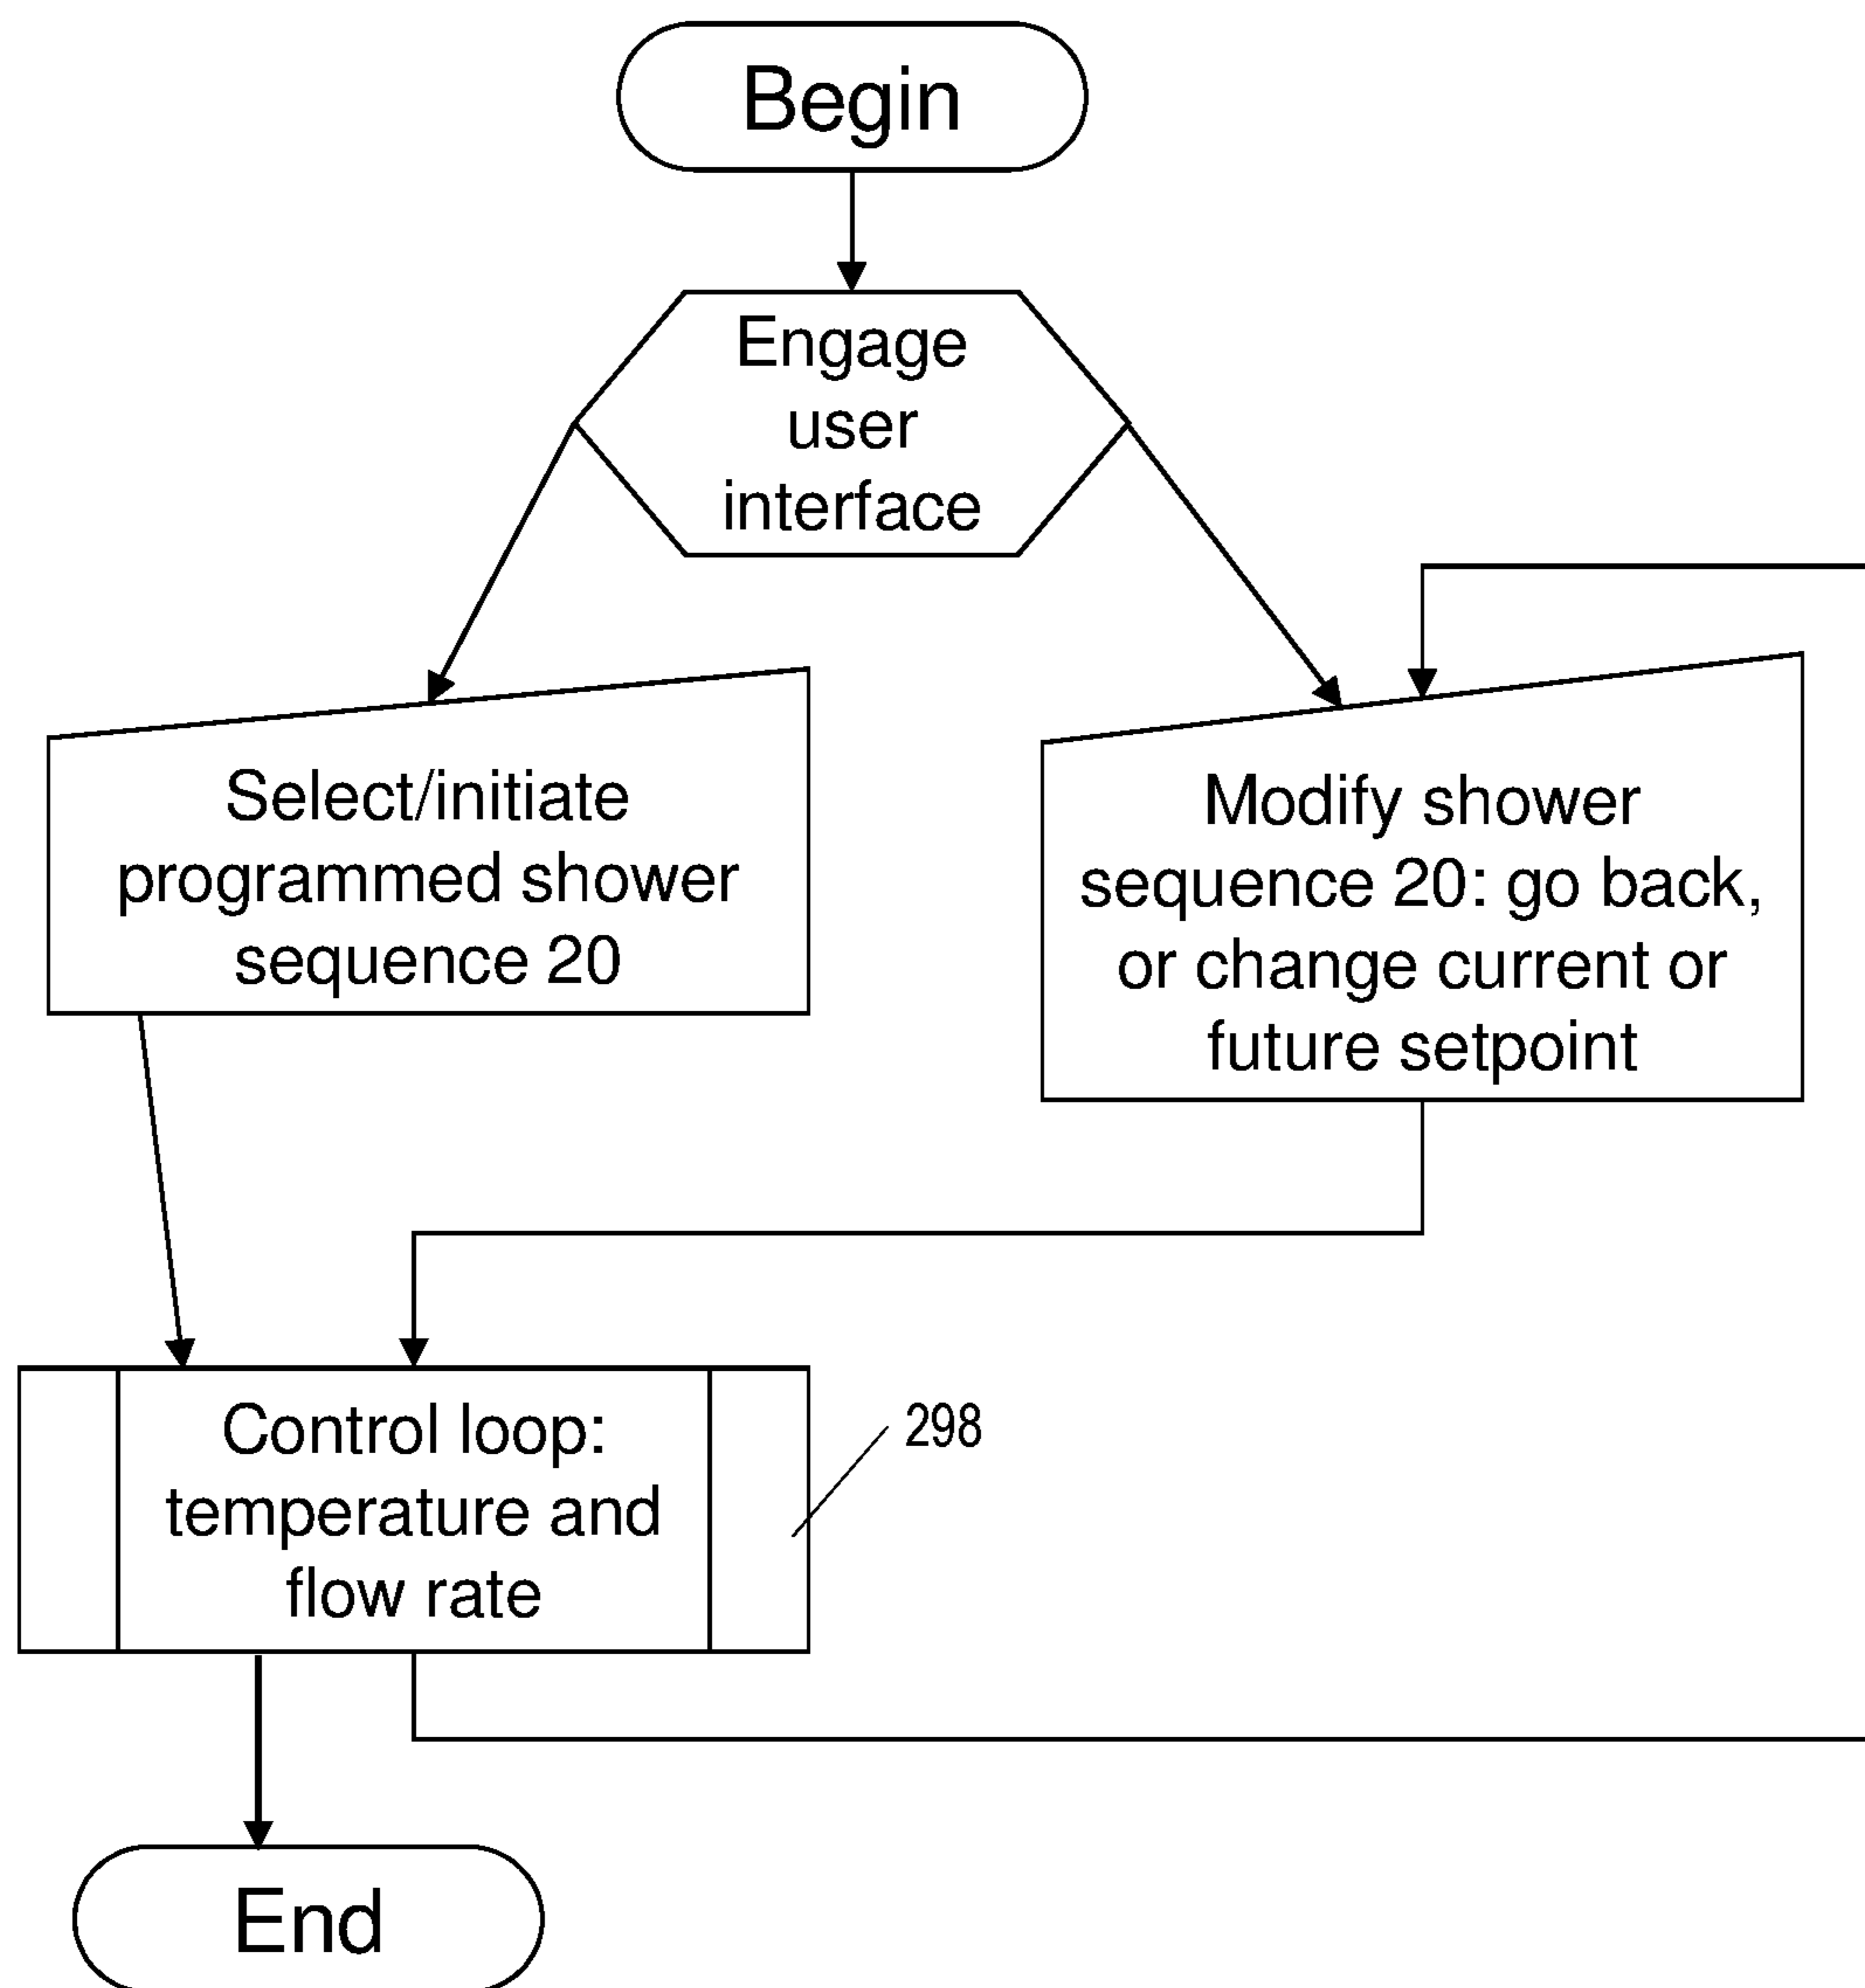 Begin
Engage
user
interface
Select/initiate
programmed shower
sequence 20
Modify shower
sequence 20: go back,
or change current or
future setpoint
Control loop:
temperature and
flow rate
298
End